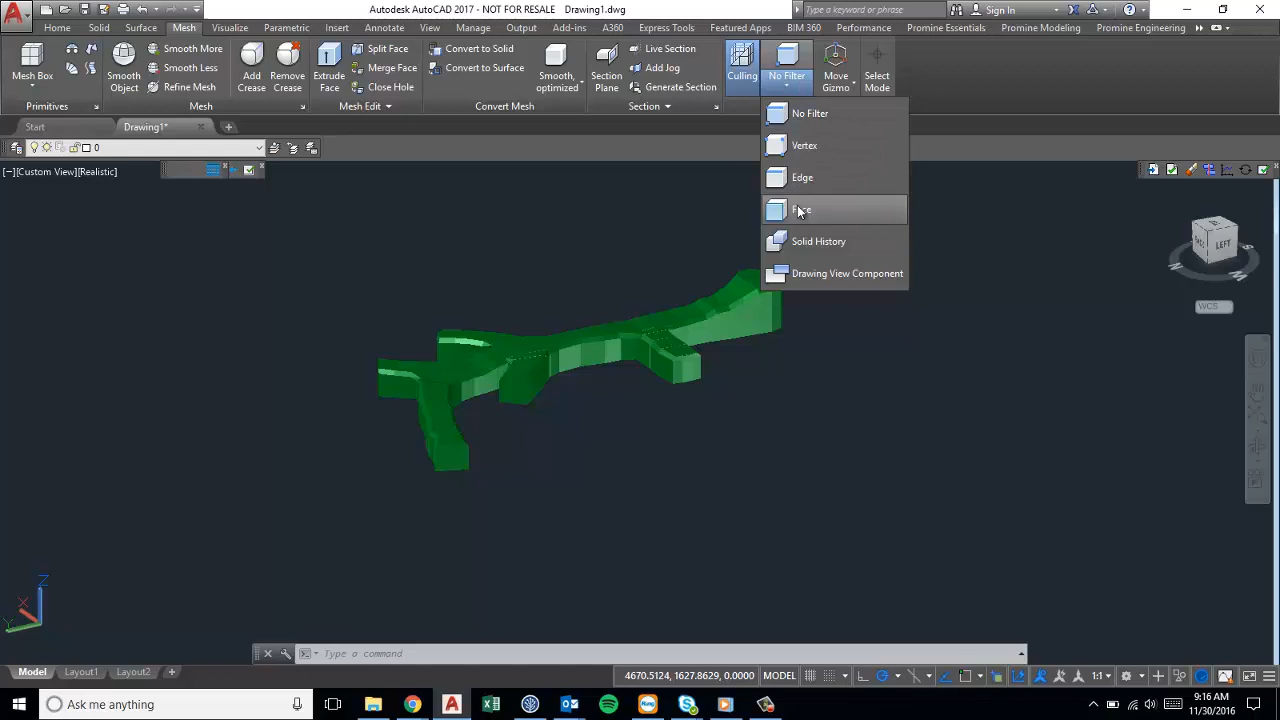 Autodesk AutoCAD 2017 - NOT FOR RESALE Drawing1.dwg
Type a keyword or phrase
Sign In
Home Solid Surface Mesh Visualize Parametric Insert Annotate View Manage Output Add-ins A360 Express Tools Featured Apps BIM 360 Performance Promine Essentials Promine Modeling Promine Engineering
Mesh Box
Smooth Object
Smooth More
Smooth Less
Refine Mesh
Add Crease
Remove Crease
Extrude Face
Split Face
Merge Face
Close Hole
Convert to Solid
Convert to Surface
Smooth, optimized
Section Plane
Live Section
Add Jog
Generate Section
Culling
No Filter
Move Gizmo
Select Mode
Primitives Mesh Mesh Edit Convert Mesh Section
Start Drawing1*
0
No Filter
Vertex
Edge
Solid History
Drawing View Component
[−][Custom View][Realistic]
LEFT
WCS
Z
X
Y
Type a command
Model Layout1 Layout2
4670.5124, 1627.8629, 0.0000 MODEL
1:1
Ask me anything
9:16 AM
11/30/2016